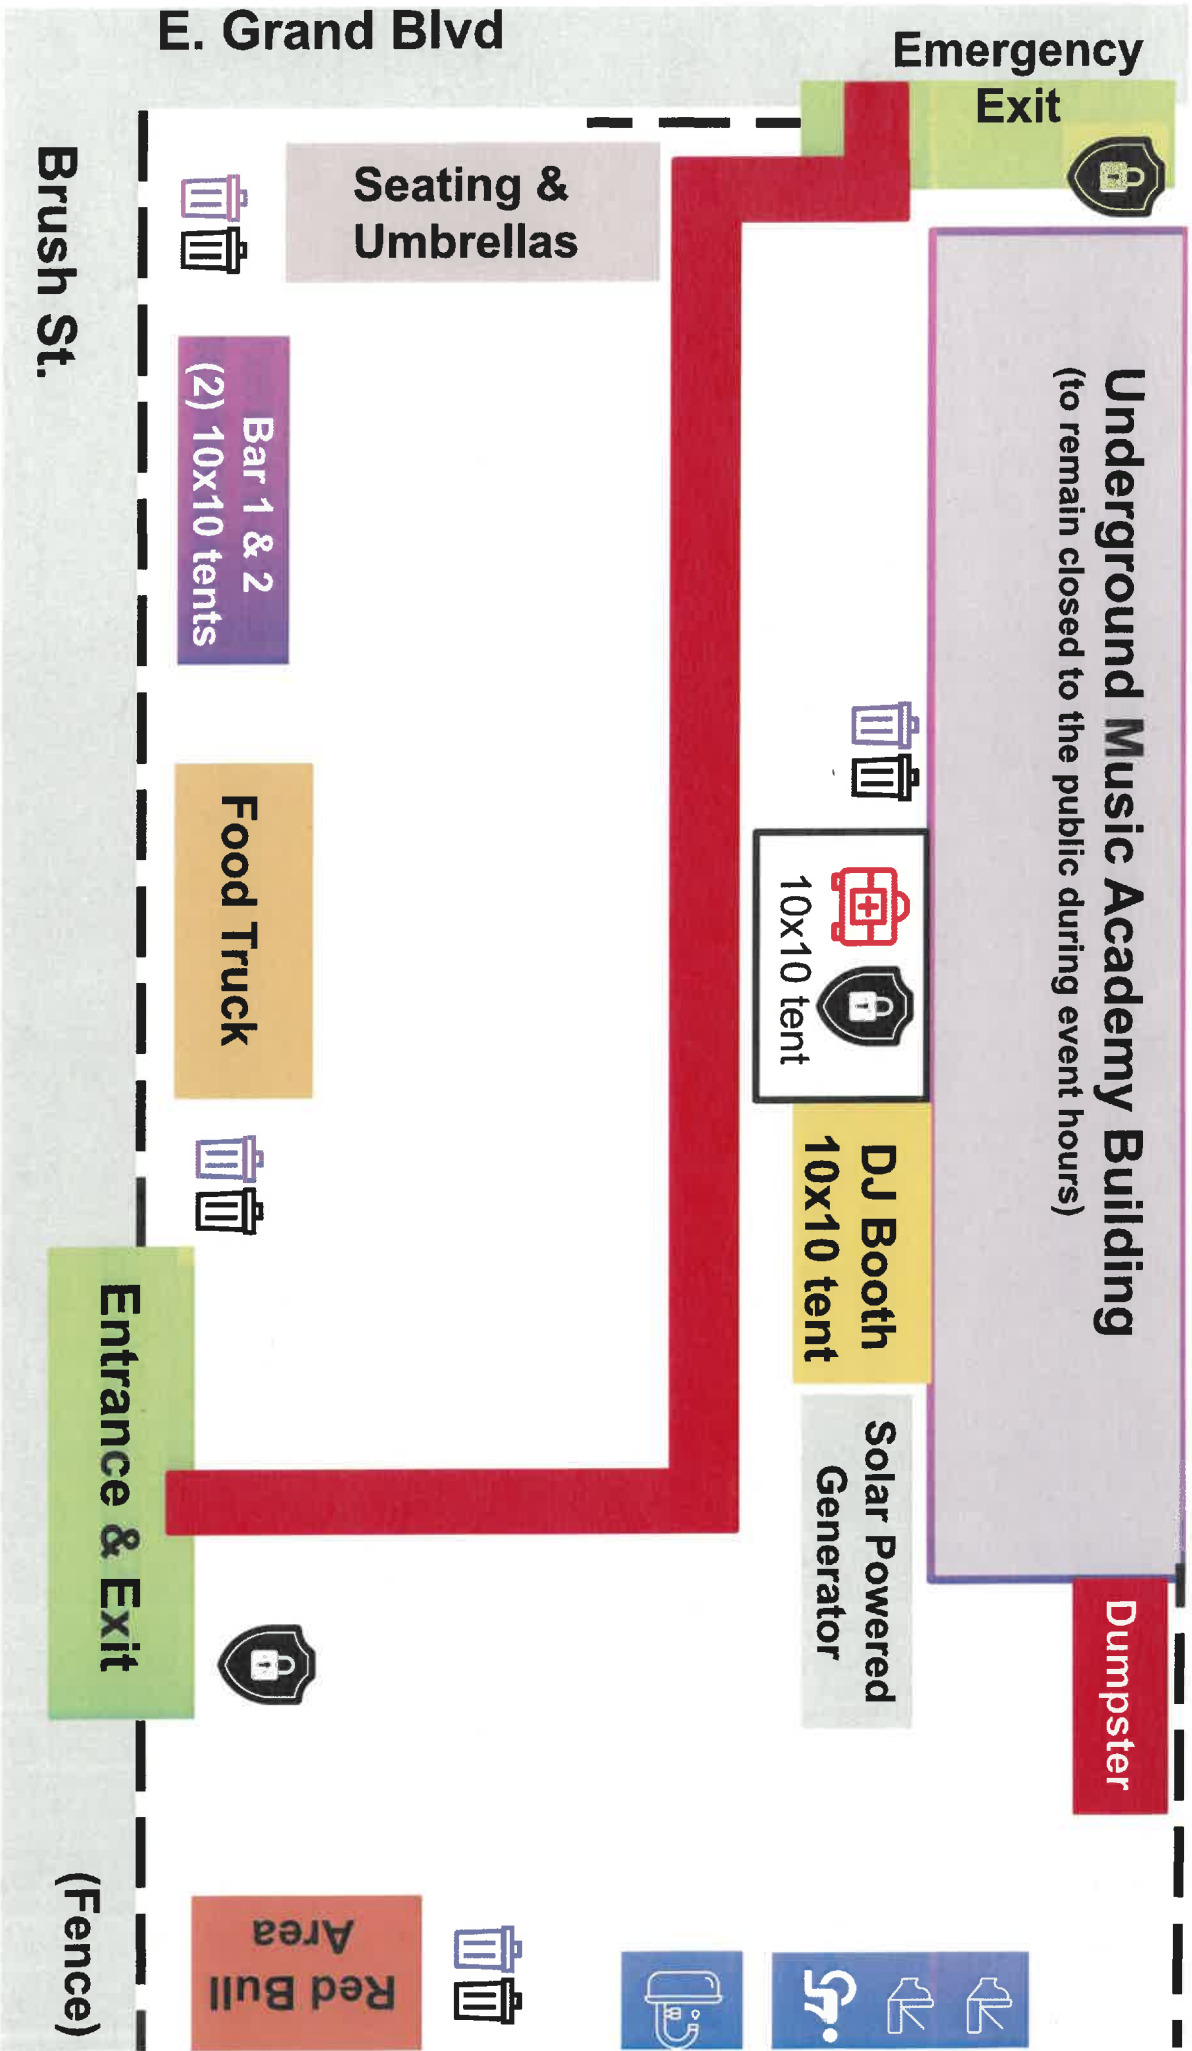 E. Grand Blvd
Emergency
Exit
Brush St.
Seating &
Umbrellas
Underground Music Academy Building
(to remain closed to the public during event hours)
Bar 1 & 2
(2) 10x10 tents
10x10 tent
Food Truck
DJ Booth
10x10 tent
Solar Powered
Generator
Dumpster
Entrance & Exit
(Fence)
Red Bull
Area